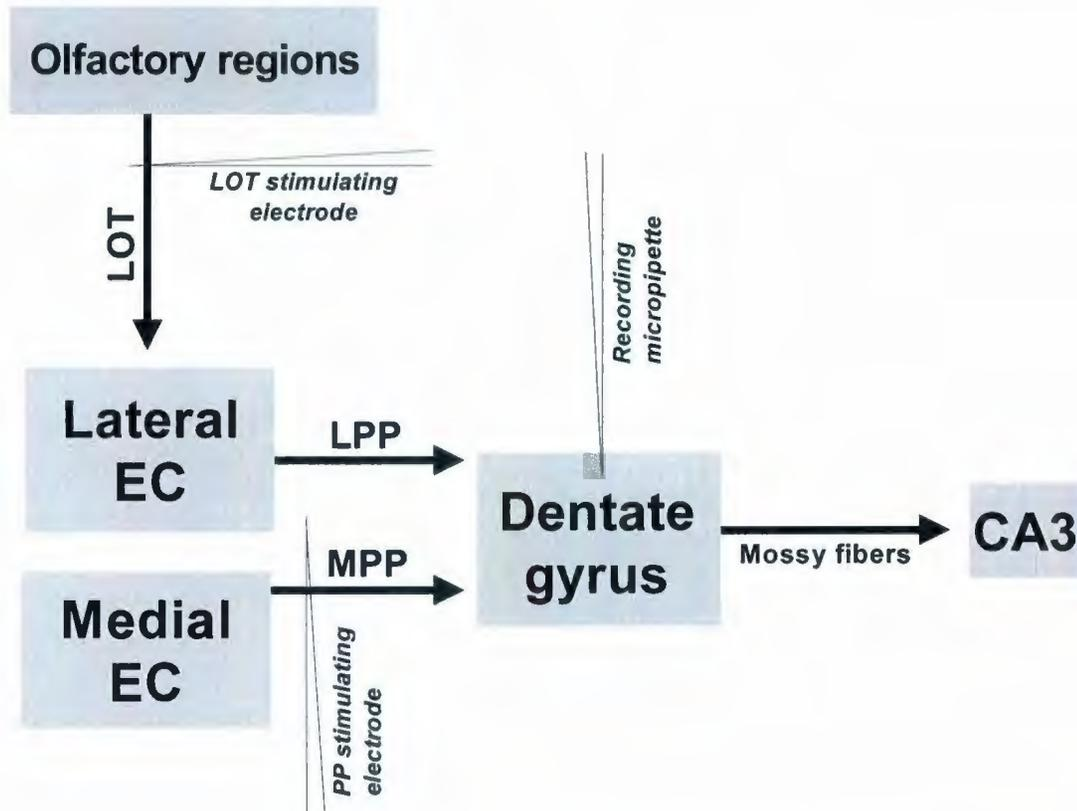 Olfactory regions
LOT stimulating
electrode
LOT
Recording
micropipette
Lateral
EC
LPP
Dentate
gyrus
Mossy fibers
CA3
MPP
Medial
EC
PP stimulating
electrode